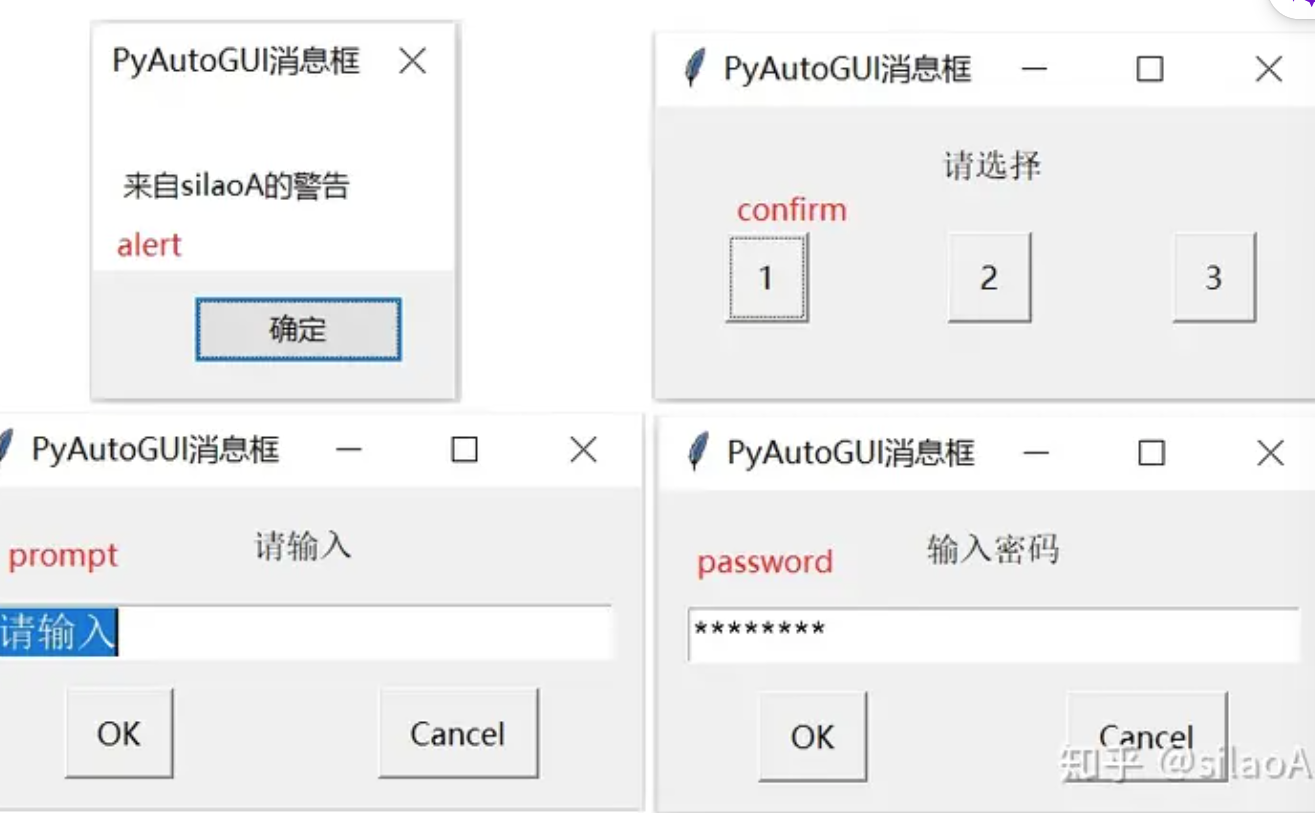 PyAutoGUI消息框
来自silaoA的警告
alert
确定
PyAutoGUI消息框
请选择
confirm
1 2 3
PyAutoGUI消息框
请输入
prompt
请输入
OK Cancel
PyAutoGUI消息框
输入密码
password
********
OK Cancel
知乎 @silaoA